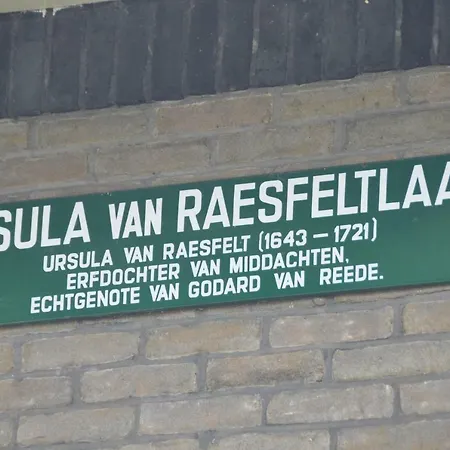 SULA VAN RAESFELTLAA
URSULA VAN RAESFELT (1643 – 1721)
ERFDOCHTER VAN MIDDACHTEN,
ECHTGENOTE VAN GODARD VAN REEDE.